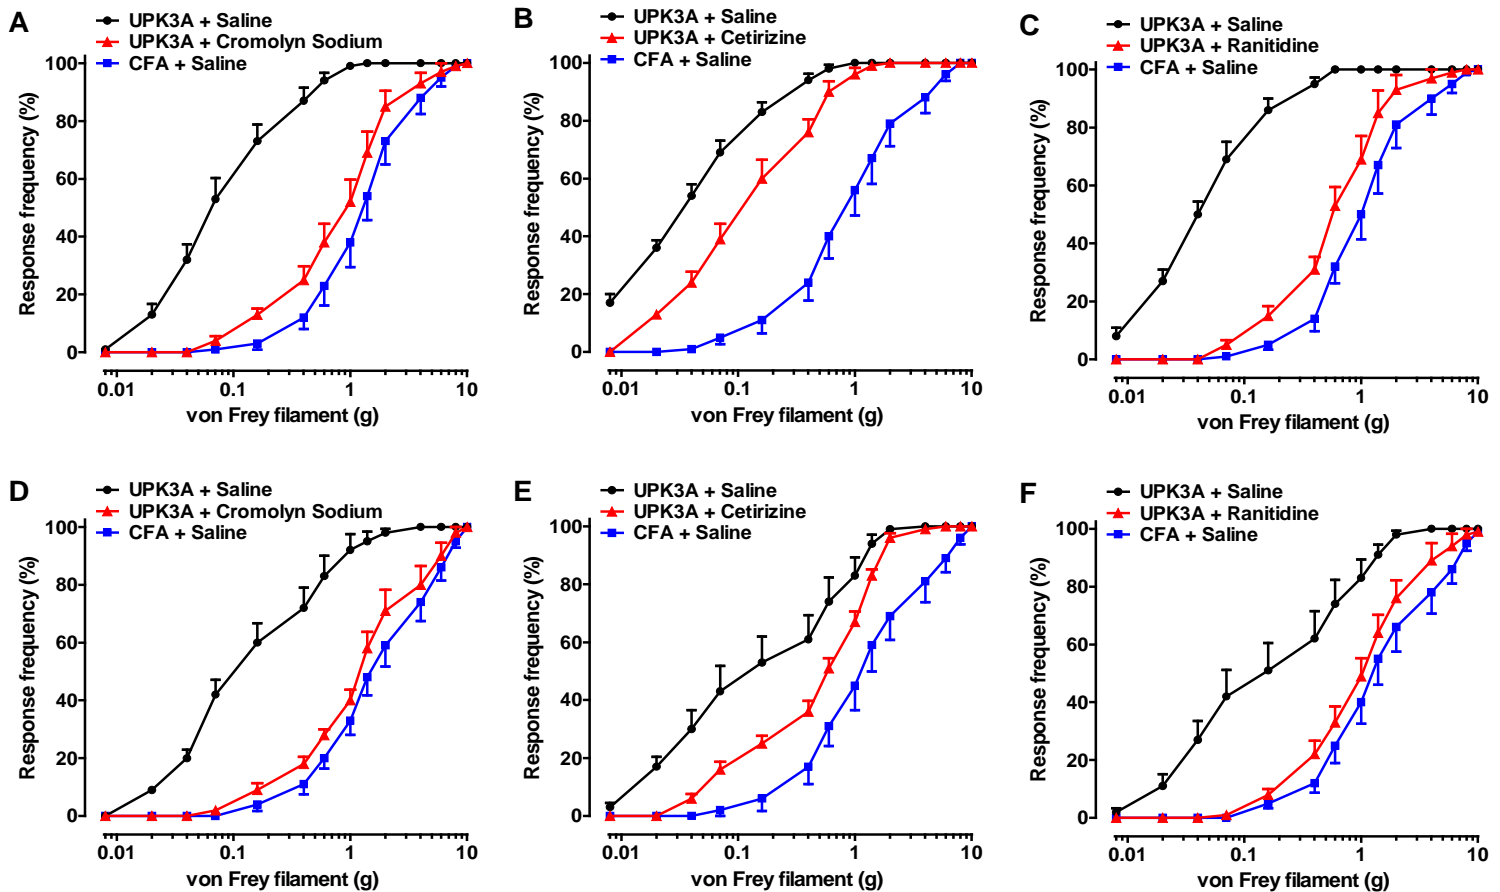 A
UPK3A + Saline
UPK3A + Cromolyn Sodium
CFA + Saline
Response frequency (%)
100
80
60
40
20
0
0.01 0.1 1 10
von Frey filament (g)
B
UPK3A + Saline
UPK3A + Cetirizine
CFA + Saline
Response frequency (%)
100
80
60
40
20
0
0.01 0.1 1 10
von Frey filament (g)
C
UPK3A + Saline
UPK3A + Ranitidine
CFA + Saline
Response frequency (%)
100
80
60
40
20
0
0.01 0.1 1 10
von Frey filament (g)
D
UPK3A + Saline
UPK3A + Cromolyn Sodium
CFA + Saline
Response frequency (%)
100
80
60
40
20
0
0.01 0.1 1 10
von Frey filament (g)
E
UPK3A + Saline
UPK3A + Cetirizine
CFA + Saline
Response frequency (%)
100
80
60
40
20
0
0.01 0.1 1 10
von Frey filament (g)
F
UPK3A + Saline
UPK3A + Ranitidine
CFA + Saline
Response frequency (%)
100
80
60
40
20
0
0.01 0.1 1 10
von Frey filament (g)